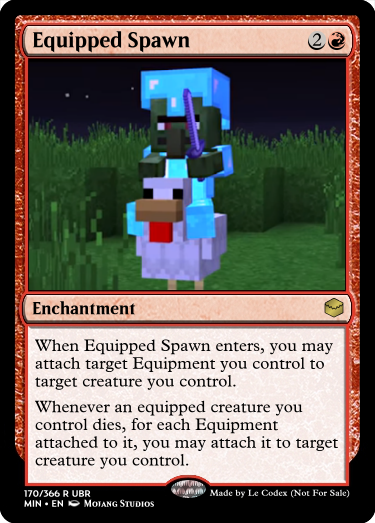 Equipped Spawn 2
Enchantment
When Equipped Spawn enters, you may
attach target Equipment you control to
target creature you control.
Whenever an equipped creature you
control dies, for each Equipment
attached to it, you may attach it to target
creature you control.
170/366 R UBR
MIN • EN Mojang Studios
Made by Le Codex (Not For Sale)